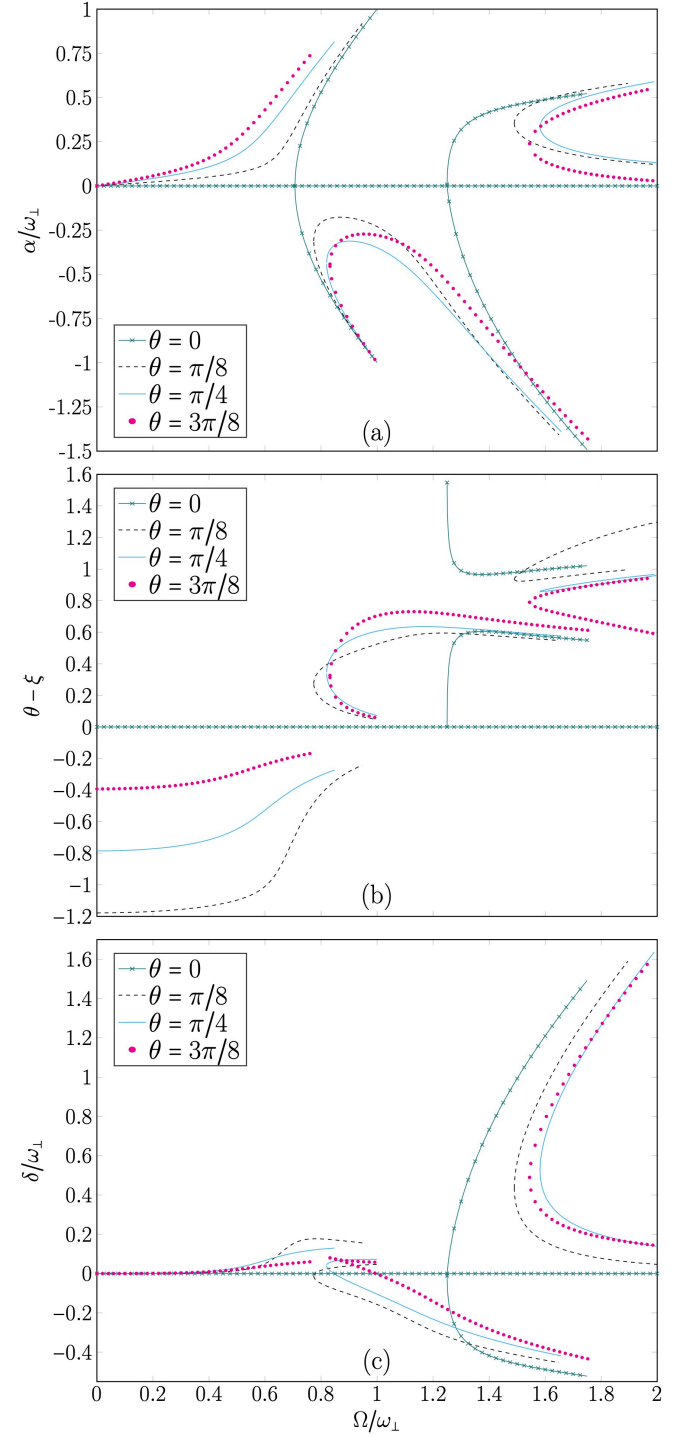 1
0.75
0.5
0.25
0
-0.25
-0.5
-0.75
-1
-1.25
-1.5
α/ω⊥
θ = 0
θ = π/8
θ = π/4
θ = 3π/8
(a)
1.6
1.4
1.2
1
0.8
0.6
0.4
0.2
0
−0.2
−0.4
−0.6
−0.8
−1
−1.2
θ − ξ
θ = 0
θ = π/8
θ = π/4
θ = 3π/8
(b)
1.6
1.4
1.2
1
0.8
0.6
0.4
0.2
0
−0.2
−0.4
δ/ω⊥
θ = 0
θ = π/8
θ = π/4
θ = 3π/8
(c)
0 0.2 0.4 0.6 0.8 1 1.2 1.4 1.6 1.8 2
Ω/ω⊥